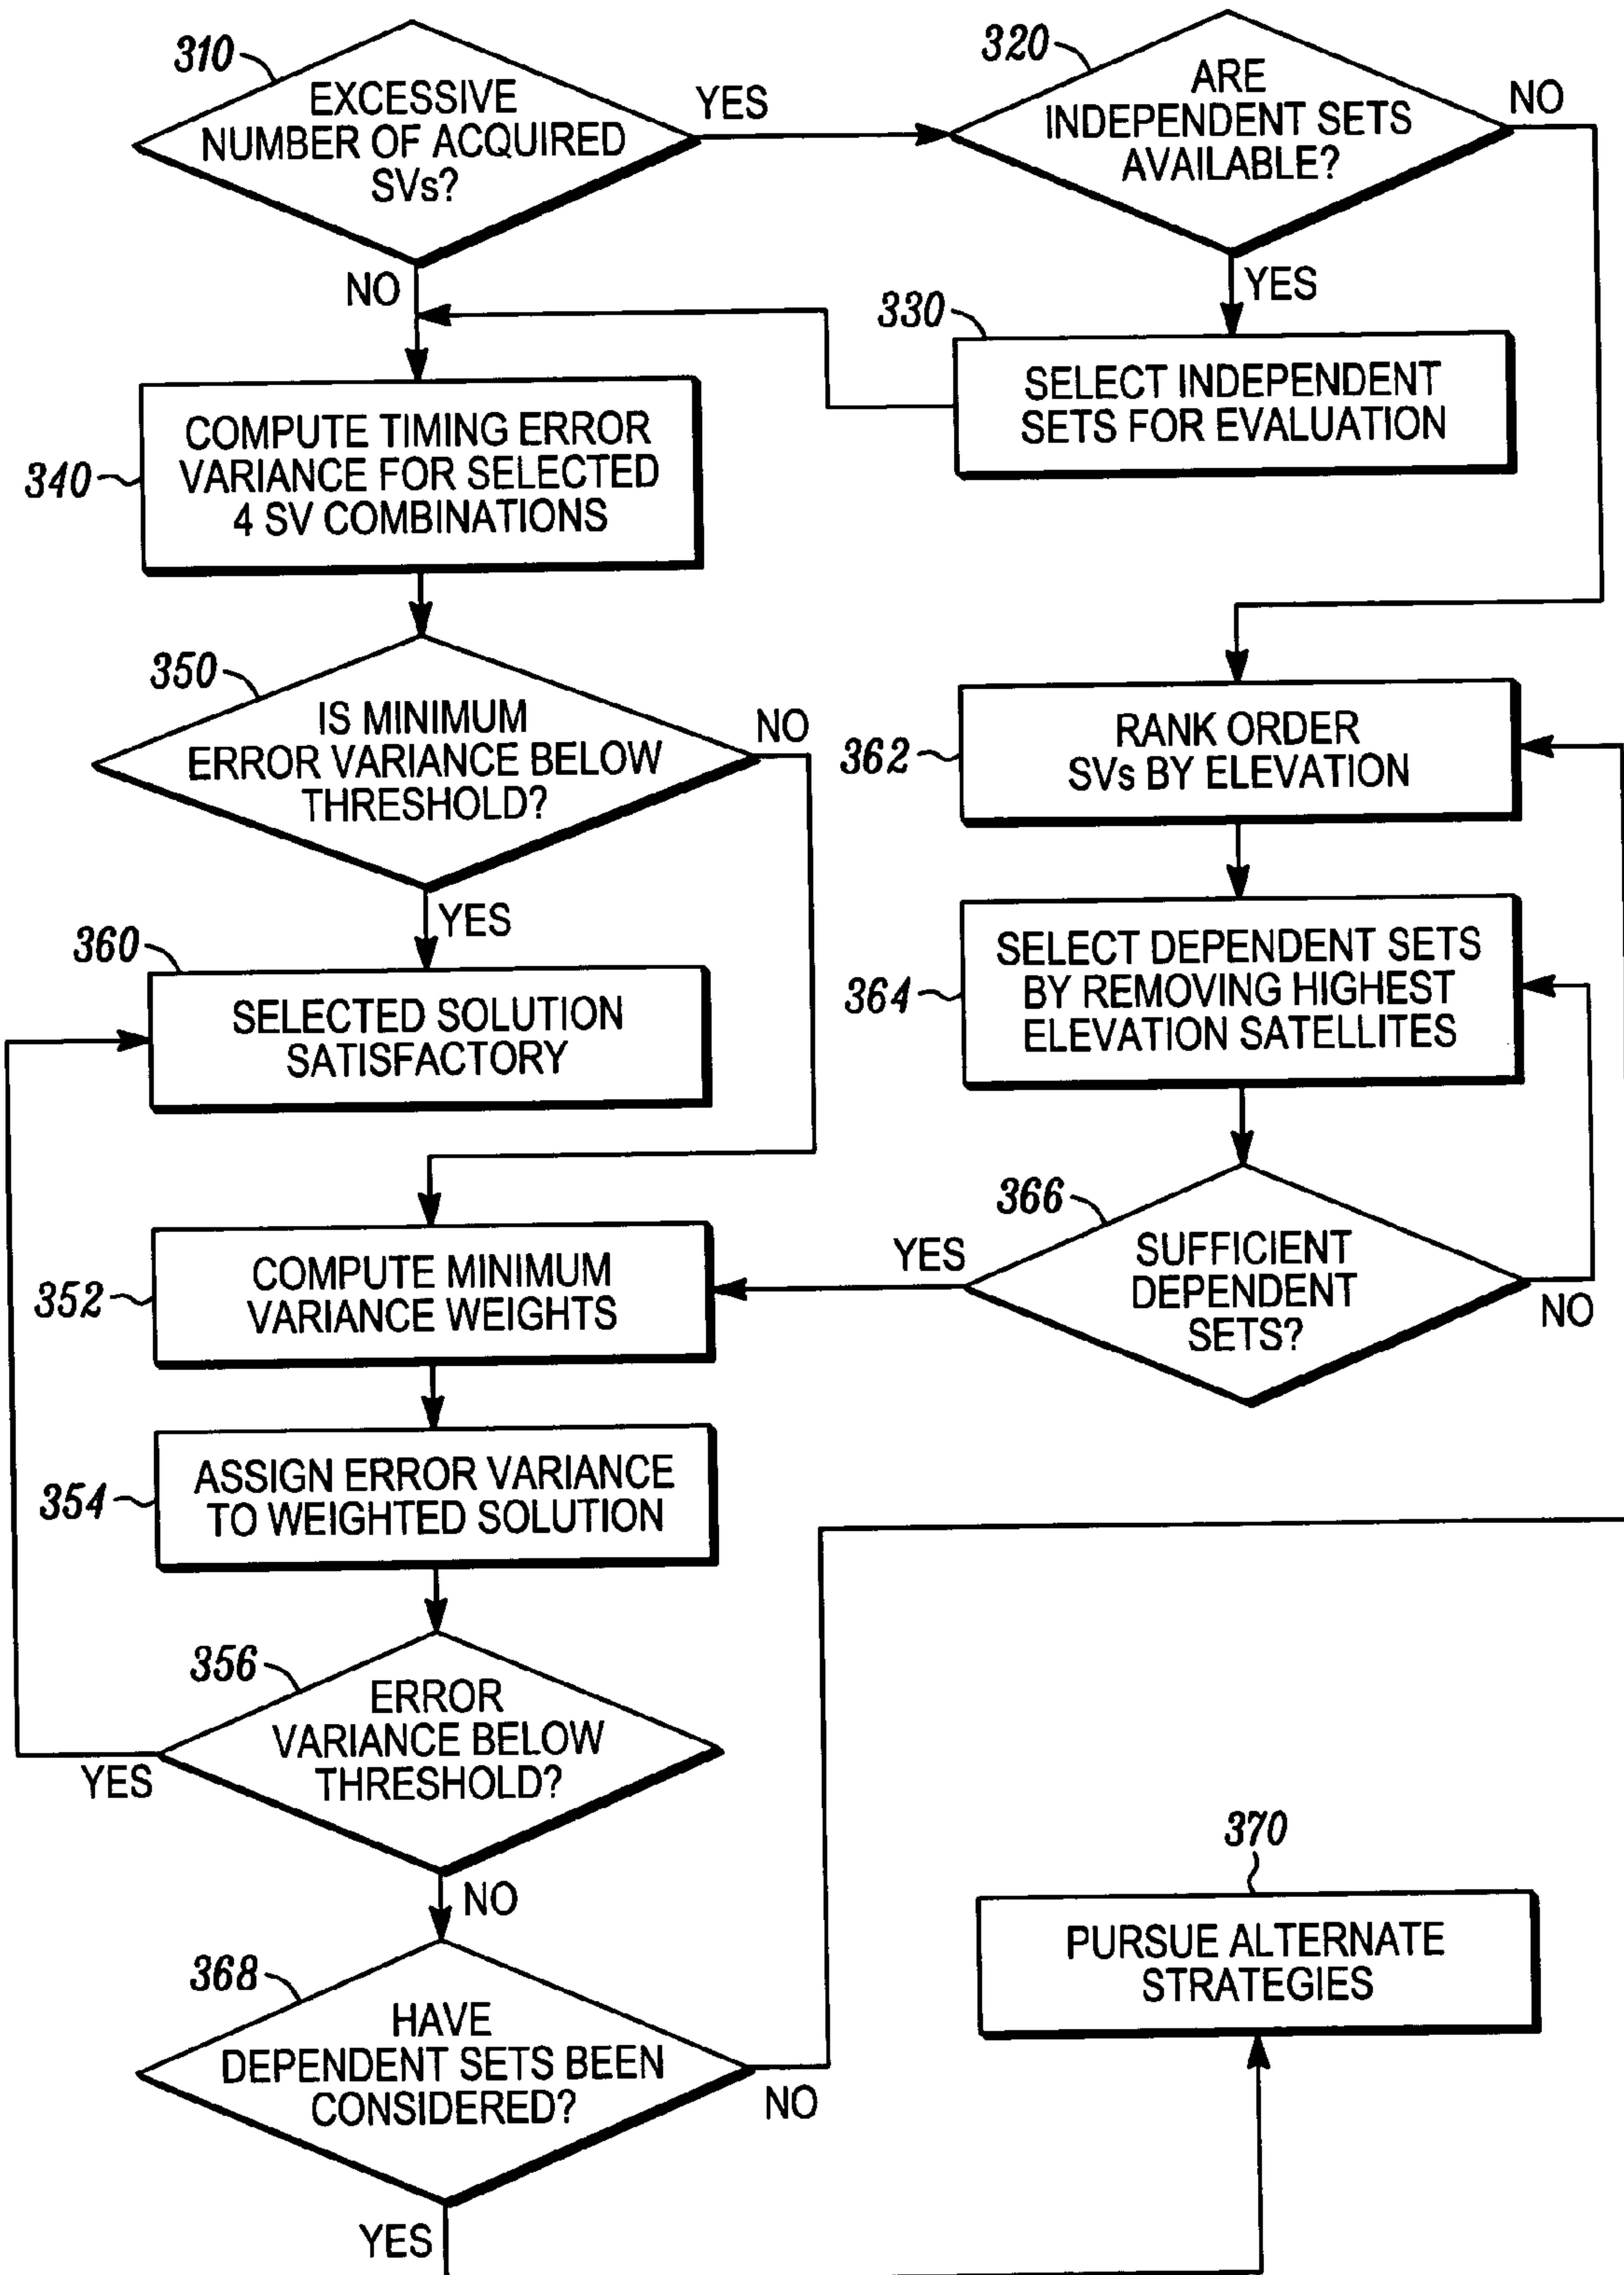 310
EXCESSIVE
NUMBER OF ACQUIRED
SVs?
YES
NO
320
ARE
INDEPENDENT SETS
AVAILABLE?
NO
YES
330
SELECT INDEPENDENT
SETS FOR EVALUATION
340
COMPUTE TIMING ERROR
VARIANCE FOR SELECTED
4 SV COMBINATIONS
350
IS MINIMUM
ERROR VARIANCE BELOW
THRESHOLD?
NO
YES
360
SELECTED SOLUTION
SATISFACTORY
362
RANK ORDER
SVs BY ELEVATION
364
SELECT DEPENDENT SETS
BY REMOVING HIGHEST
ELEVATION SATELLITES
366
SUFFICIENT
DEPENDENT
SETS?
YES
NO
352
COMPUTE MINIMUM
VARIANCE WEIGHTS
354
ASSIGN ERROR VARIANCE
TO WEIGHTED SOLUTION
356
ERROR
VARIANCE BELOW
THRESHOLD?
YES
NO
368
HAVE
DEPENDENT SETS BEEN
CONSIDERED?
NO
YES
370
PURSUE ALTERNATE
STRATEGIES